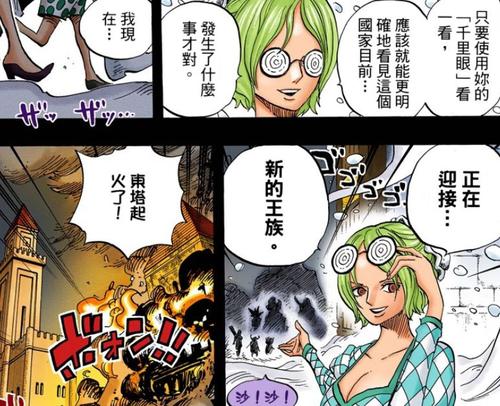 只要使用妳的
「千里眼」看
一看，
應該就能更明
確地看見這個
國家目前…
發生了什麼
事才對。
我現
在…
ザッ
ザッ
正在
迎接…
新的王族。
ゴゴゴゴ
沙！沙！
東塔起
火了！
ボオン!!